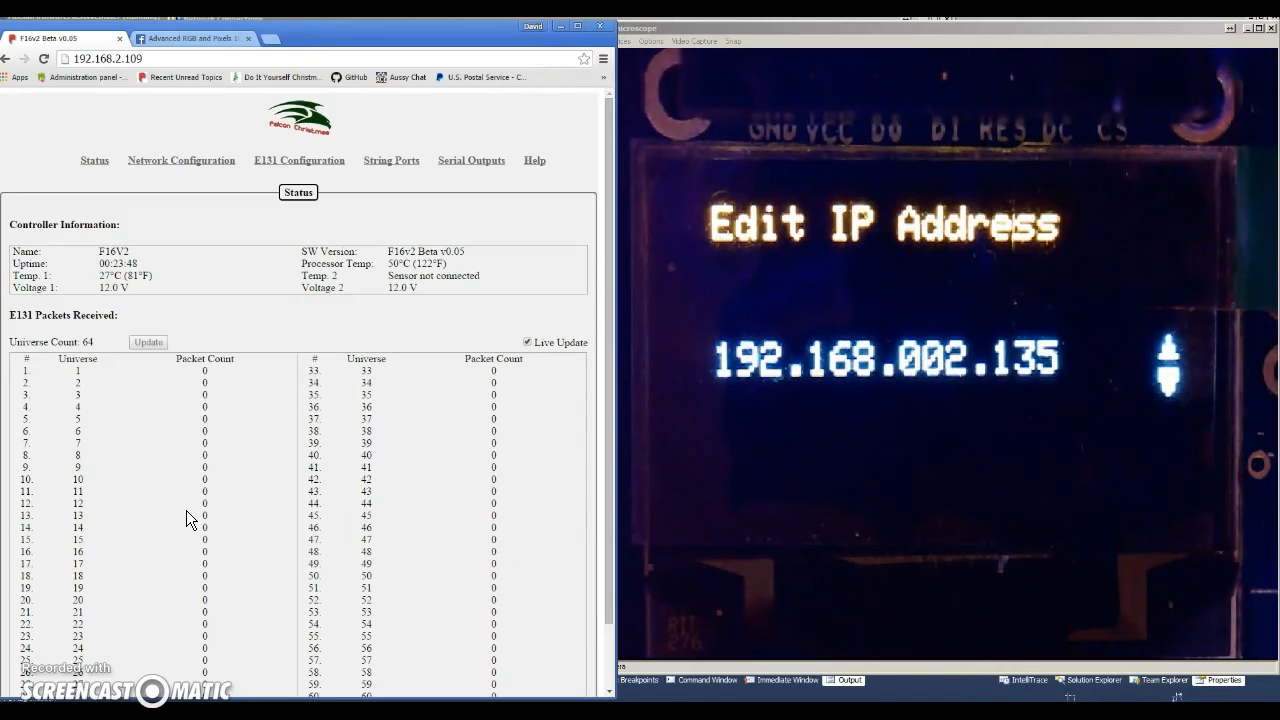 David
F16v2 Beta v0.05
Advanced RGB and Pixels 1
192.168.2.109
Apps
Administration panel -...
Recent Unread Topics
Do It Yourself Christm...
GitHub
Aussy Chat
U.S. Postal Service - C...
»
Falcon Christmas
Status
Network Configuration
E131 Configuration
String Ports
Serial Outputs
Help
Status
Controller Information:
Name: F16V2 SW Version: F16v2 Beta v0.05
Uptime: 00:23:48 Processor Temp: 50°C (122°F)
Temp. 1: 27°C (81°F) Temp. 2 Sensor not connected
Voltage 1: 12.0 V Voltage 2 12.0 V
E131 Packets Received:
Universe Count: 64 Update Live Update
# Universe Packet Count # Universe Packet Count
1. 1 0 33. 33 0
2. 2 0 34. 34 0
3. 3 0 35. 35 0
4. 4 0 36. 36 0
5. 5 0 37. 37 0
6. 6 0 38. 38 0
7. 7 0 39. 39 0
8. 8 0 40. 40 0
9. 9 0 41. 41 0
10. 10 0 42. 42 0
11. 11 0 43. 43 0
12. 12 0 44. 44 0
13. 13 0 45. 45 0
14. 14 0 46. 46 0
15. 15 0 47. 47 0
16. 16 0 48. 48 0
17. 17 0 49. 49 0
18. 18 0 50. 50 0
19. 19 0 51. 51 0
20. 20 0 52. 52 0
21. 21 0 53. 53 0
22. 22 0 54. 54 0
23. 23 0 55. 55 0
24. 24 0 56. 56 0
57. 57 0
58. 58 0
59. 59 0
60. 60 0
Recorded with
SCREENCAST MATIC
Options
Video Capture
Snap
GND VCC D0 D1 RES DC CS
Edit IP Address
192.168.002.135
Breakpoints
Command Window
Immediate Window
Output
IntelliTrace
Solution Explorer
Team Explorer
Properties